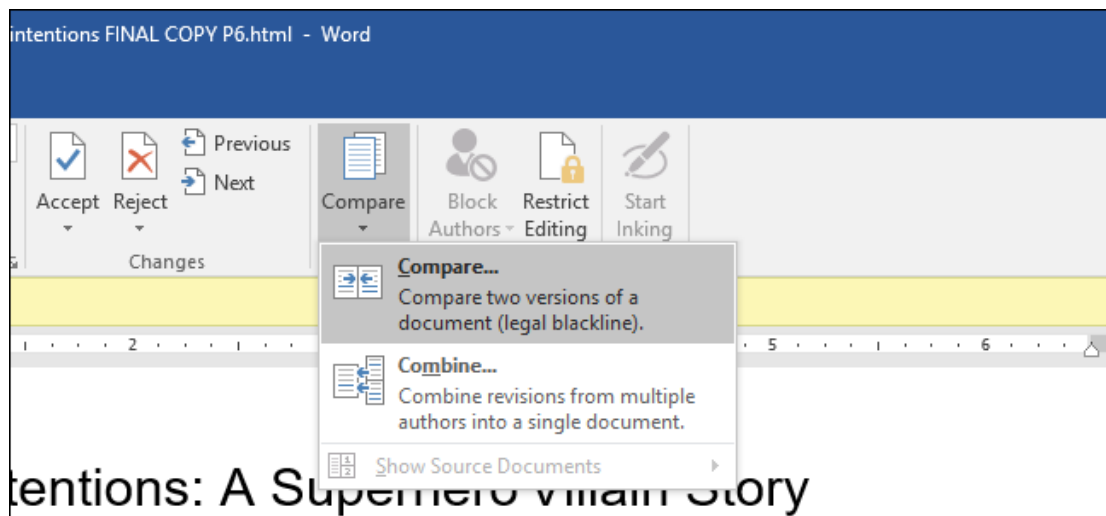 intentions FINAL COPY P6.html - Word
Previous
Next
Accept Reject
Compare
Block
Authors
Restrict
Editing
Start
Inking
Changes
Compare...
Compare two versions of a
document (legal blackline).
2 5 6
Combine...
Combine revisions from multiple
authors into a single document.
Show Source Documents
tentions: A Superhero Villain Story